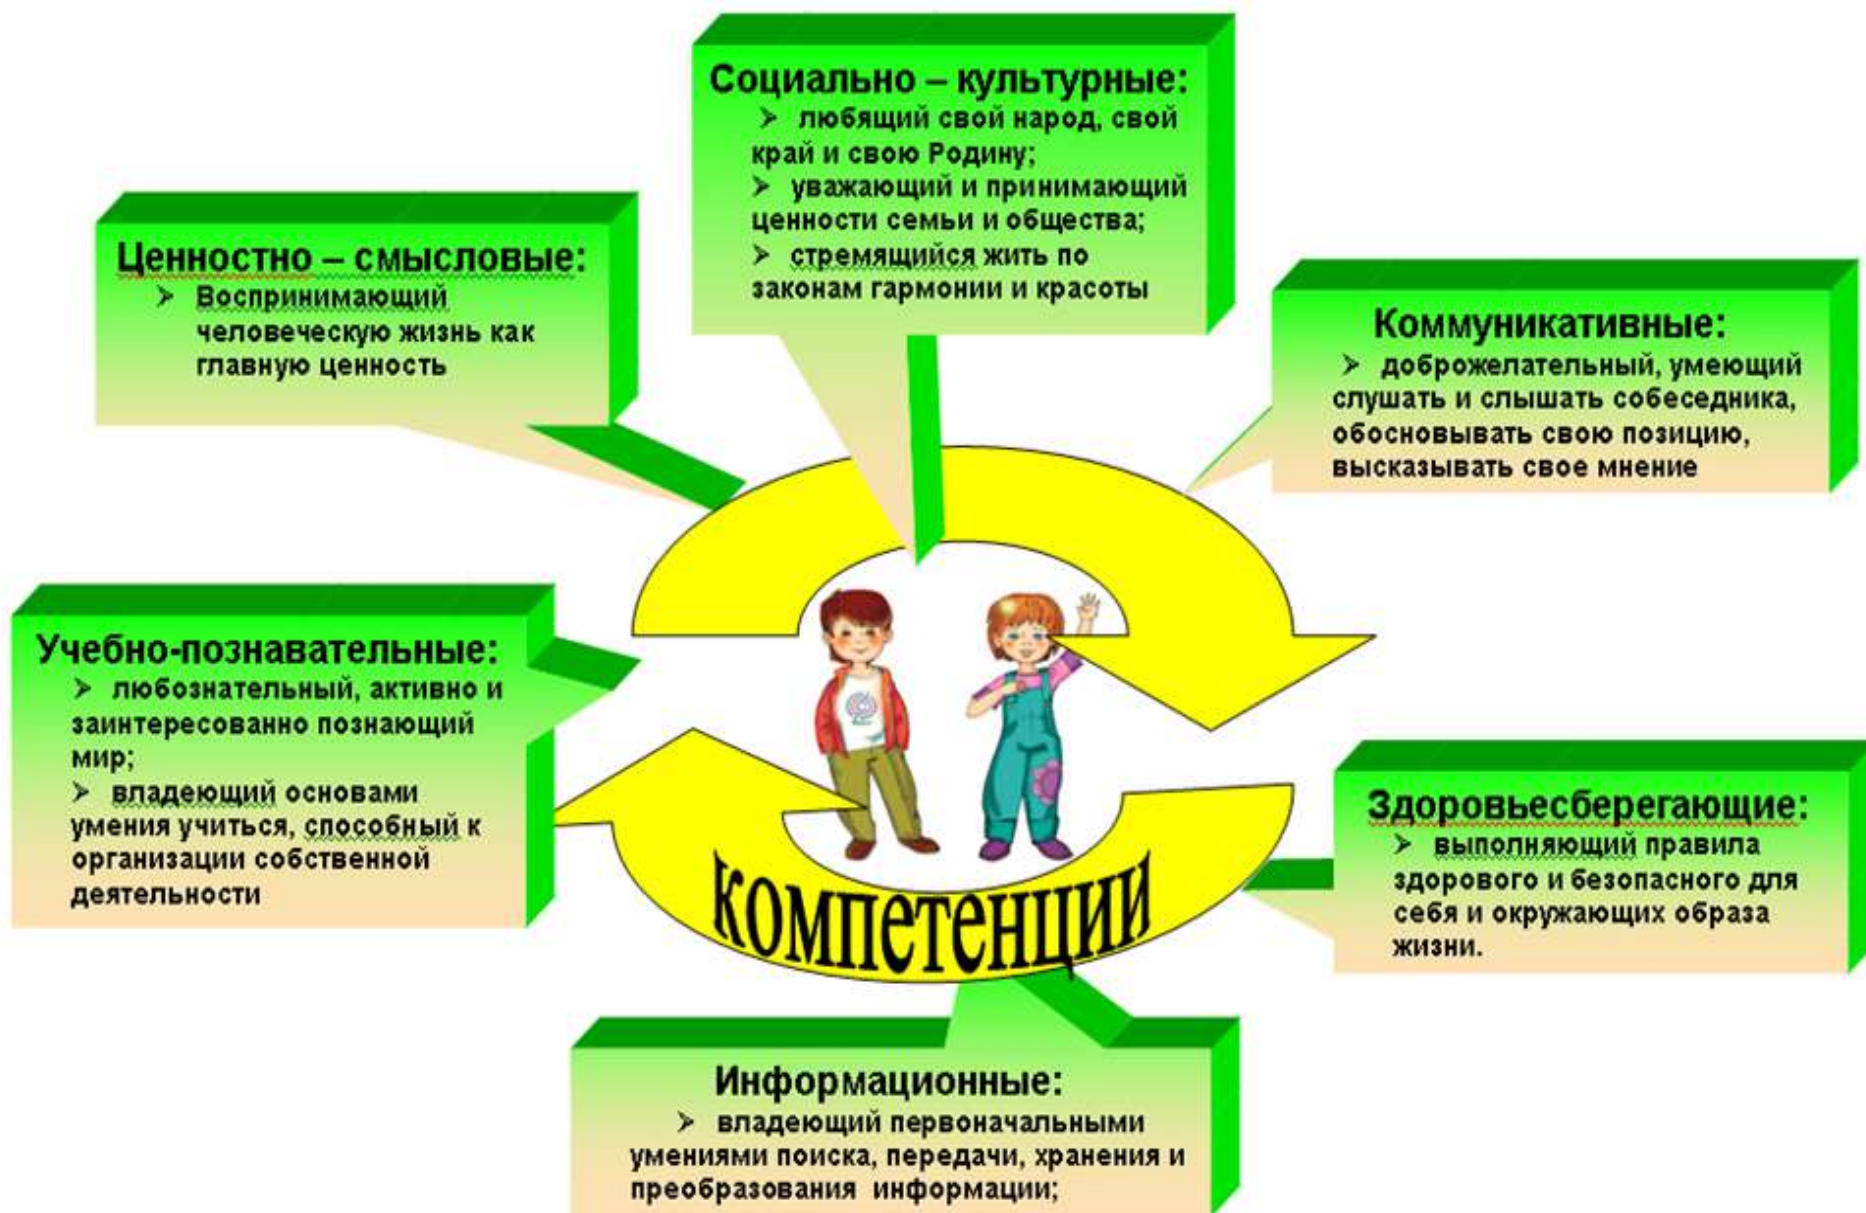 Социально – культурные:
➢ любящий свой народ, свой
край и свою Родину;
➢ уважающий и принимающий
ценности семьи и общества;
➢ стремящийся жить по
законам гармонии и красоты
Ценностно – смысловые:
➢ Воспринимающий
человеческую жизнь как
главную ценность
Коммуникативные:
➢ доброжелательный, умеющий
слушать и слышать собеседника,
обосновывать свою позицию,
высказывать свое мнение
Учебно-познавательные:
➢ любознательный, активно и
заинтересованно познающий
мир;
➢ владеющий основами
умения учиться, способный к
организации собственной
деятельности
Здоровьесберегающие:
➢ выполняющий правила
здорового и безопасного для
себя и окружающих образа
жизни.
компетенции
Информационные:
➢ владеющий первоначальными
умениями поиска, передачи, хранения и
преобразования информации;